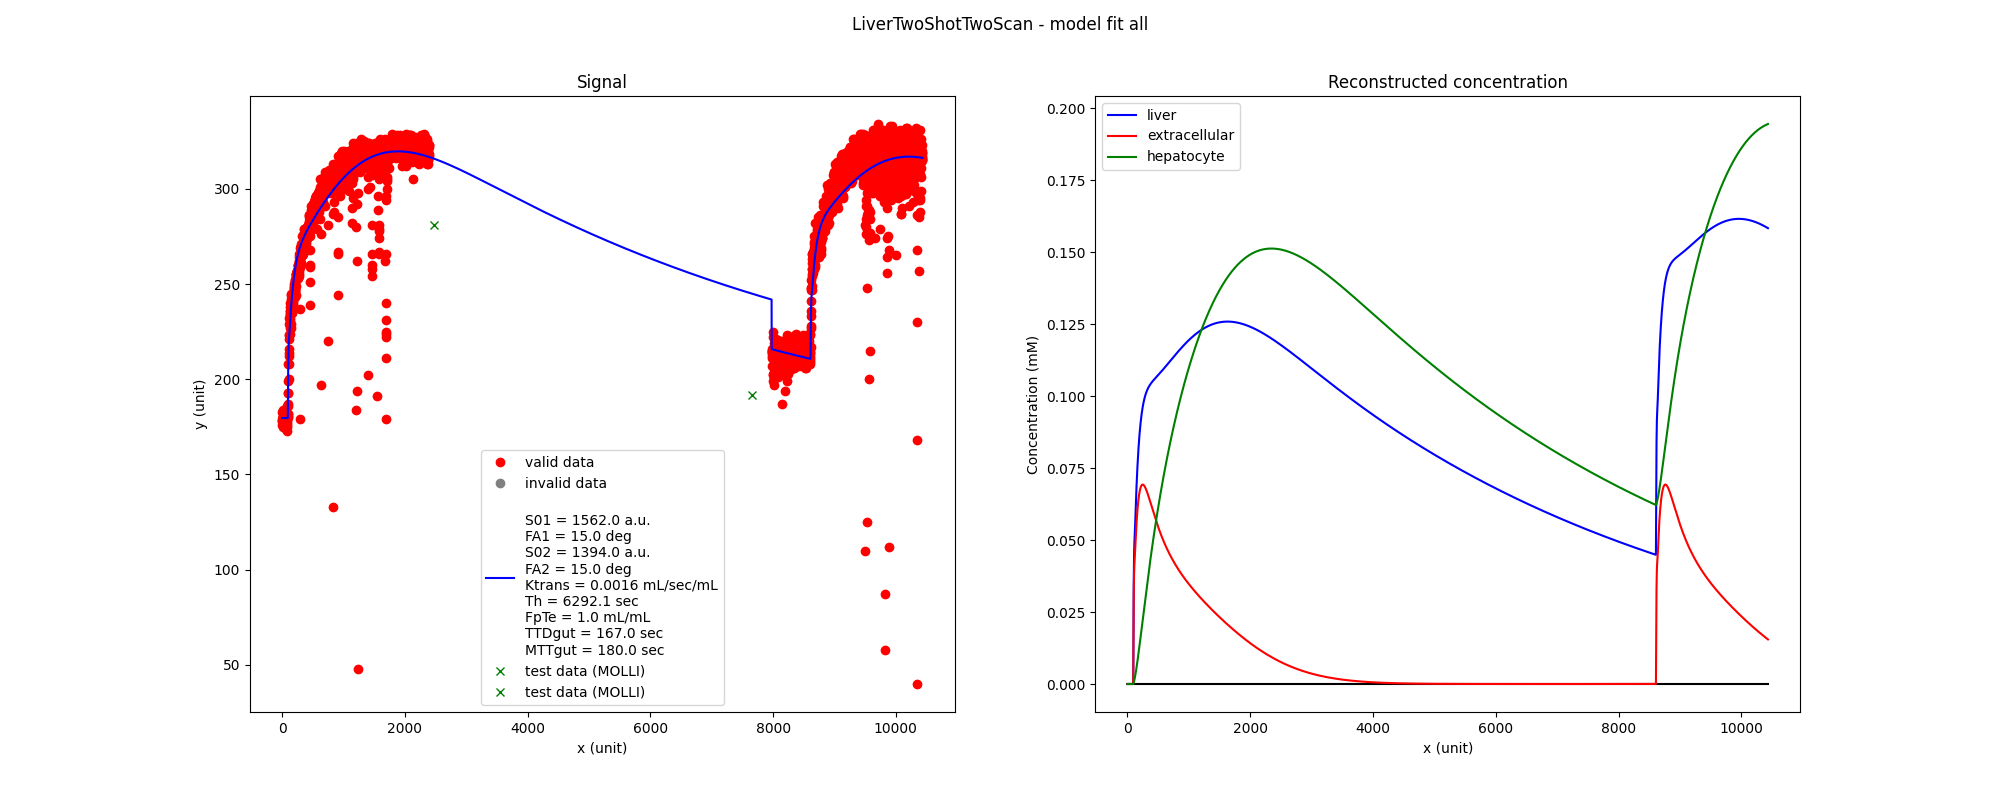 LiverTwoShotTwoScan - model fit all
Signal
y (unit)
300
250
200
150
100
50
0
2000
4000
6000
8000
10000
x (unit)
valid data
invalid data
S01 = 1562.0 a.u.
FA1 = 15.0 deg
S02 = 1394.0 a.u.
FA2 = 15.0 deg
Ktrans = 0.0016 mL/sec/mL
Th = 6292.1 sec
FpTe = 1.0 mL/mL
TTDgut = 167.0 sec
MTTgut = 180.0 sec
test data (MOLLI)
test data (MOLLI)
Reconstructed concentration
Concentration (mM)
0.200
0.175
0.150
0.125
0.100
0.075
0.050
0.025
0.000
0
2000
4000
6000
8000
10000
x (unit)
liver
extracellular
hepatocyte